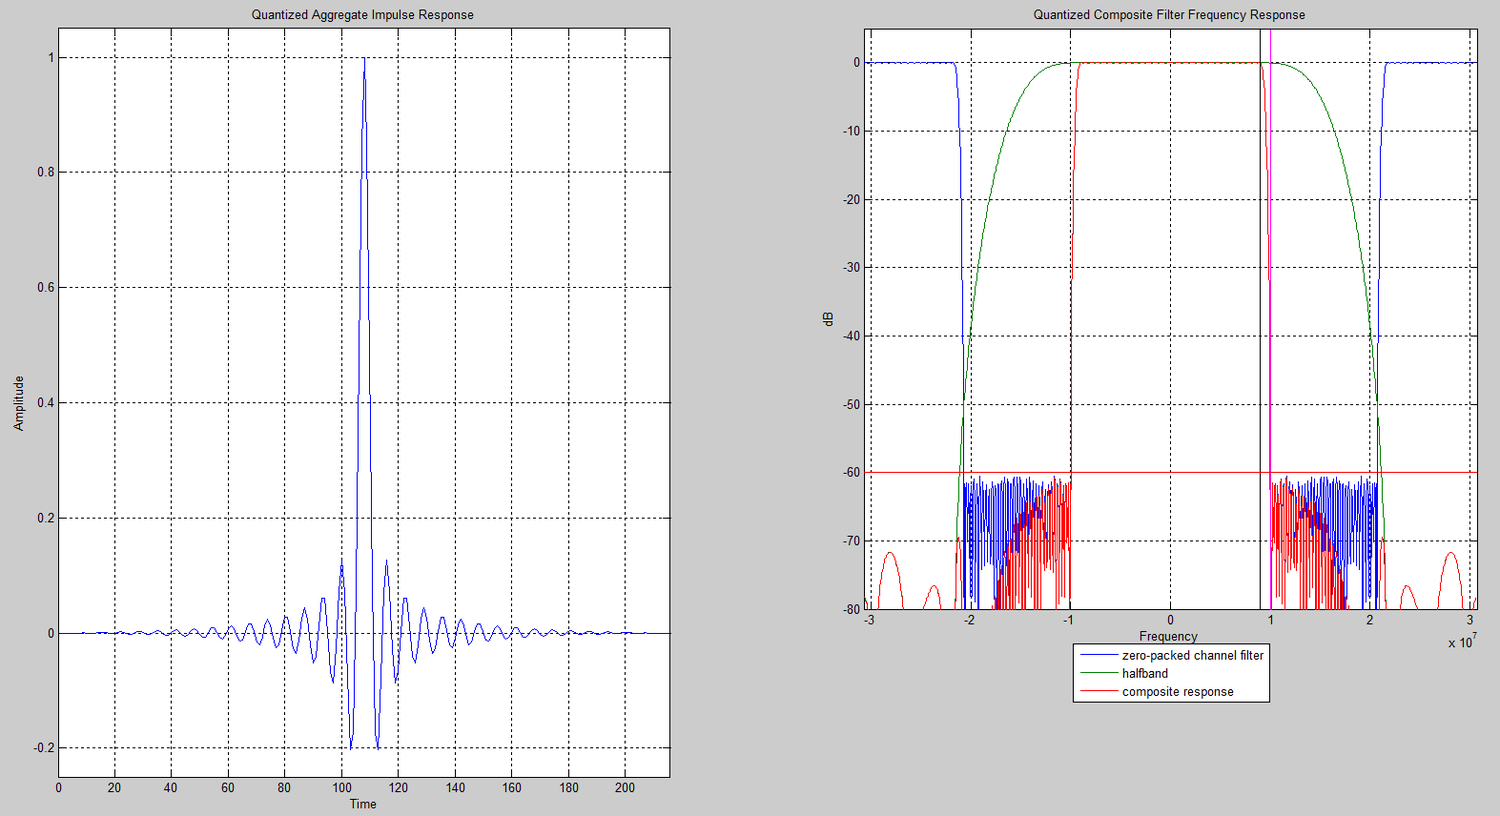 Quantized Aggregate Impulse Response
1
0.8
0.6
0.4
0.2
0
-0.2
Amplitude
0 20 40 60 80 100 120 140 160 180 200
Time
Quantized Composite Filter Frequency Response
0
-10
-20
-30
-40
-50
-60
-70
-80
dB
-3 -2 -1 0 1 2 3
Frequency
x 10^7
zero-packed channel filter
halfband
composite response